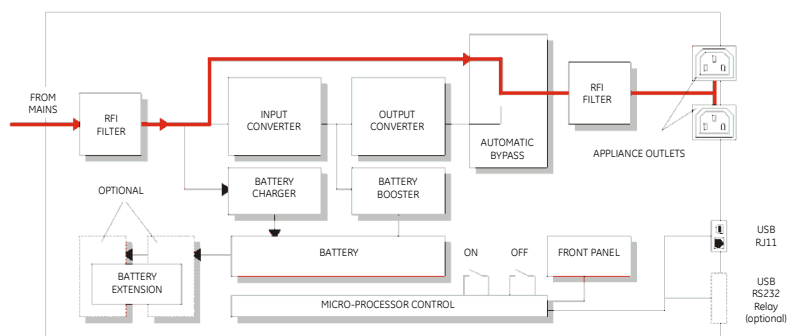 FROM
MAINS
RFI
FILTER
INPUT
CONVERTER
OUTPUT
CONVERTER
AUTOMATIC
BYPASS
RFI
FILTER
APPLIANCE OUTLETS
BATTERY
CHARGER
BATTERY
BOOSTER
OPTIONAL
BATTERY
EXTENSION
BATTERY
ON
OFF
FRONT PANEL
MICRO-PROCESSOR CONTROL
USB
RJ11
USB
RS232
Relay
(optional)